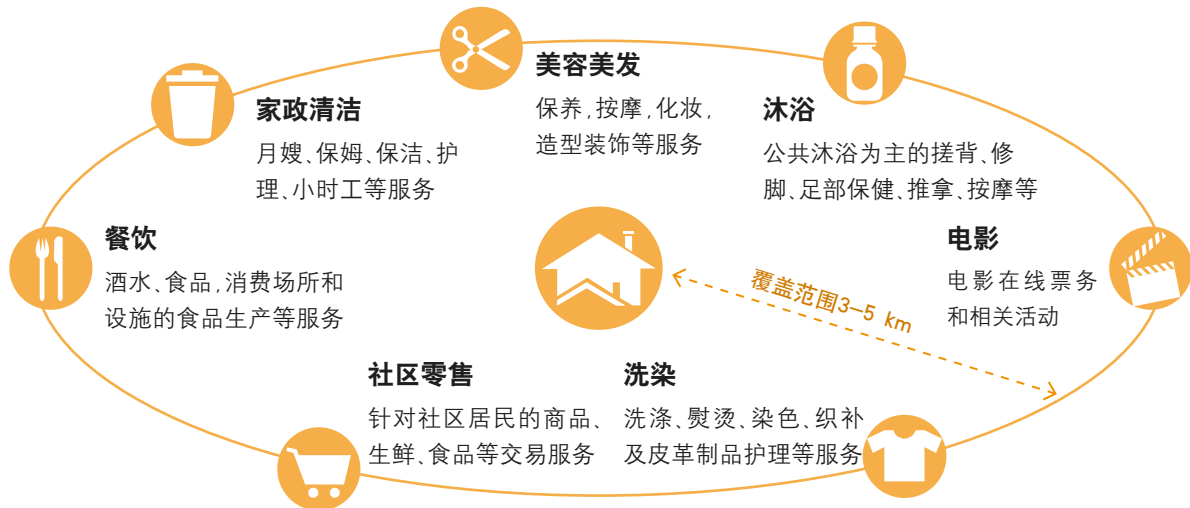 美容美发
保养,按摩,化妆,
造型装饰等服务
家政清洁
月嫂、保姆、保洁、护
理、小时工等服务
沐浴
公共沐浴为主的搓背、修
脚、足部保健、推拿、按摩等
餐饮
酒水、食品,消费场所和
设施的食品生产等服务
电影
电影在线票务
和相关活动
覆盖范围3—5 km
社区零售
针对社区居民的商品、
生鲜、食品等交易服务
洗染
洗涤、熨烫、染色、织补
及皮革制品护理等服务